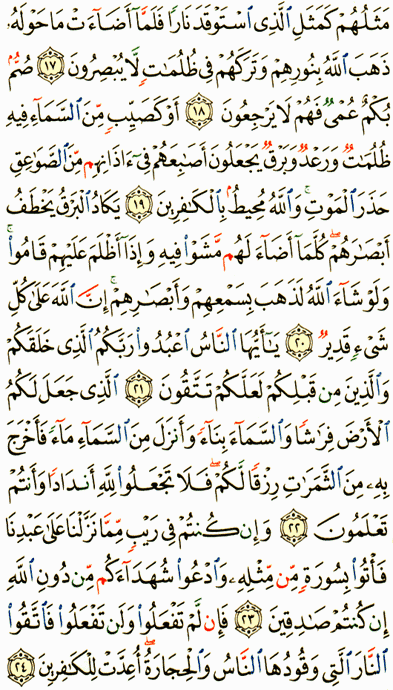 مَثَلُهُمْ كَمَثَلِ ٱلَّذِى ٱسْتَوْقَدَ نَارًا فَلَمَّآ أَضَآءَتْ مَا حَوْلَهُۥ
ذَهَبَ ٱللَّهُ بِنُورِهِمْ وَتَرَكَهُمْ فِى ظُلُمَٰتٍ لَّا يُبْصِرُونَ ١٧ صُمٌّۢ
بُكْمٌ عُمْىٌ فَهُمْ لَا يَرْجِعُونَ ١٨ أَوْ كَصَيِّبٍ مِّنَ ٱلسَّمَآءِ فِيهِ
ظُلُمَٰتٌ وَرَعْدٌ وَبَرْقٌ يَجْعَلُونَ أَصَٰبِعَهُمْ فِىٓ ءَاذَانِهِم مِّنَ ٱلصَّوَٰعِقِ
حَذَرَ ٱلْمَوْتِ ۚ وَٱللَّهُ مُحِيطٌۢ بِٱلْكَٰفِرِينَ ١٩ يَكَادُ ٱلْبَرْقُ يَخْطَفُ
أَبْصَٰرَهُمْ ۖ كُلَّمَآ أَضَآءَ لَهُم مَّشَوْا۟ فِيهِ وَإِذَآ أَظْلَمَ عَلَيْهِمْ قَامُوا۟ ۚ
وَلَوْ شَآءَ ٱللَّهُ لَذَهَبَ بِسَمْعِهِمْ وَأَبْصَٰرِهِمْ ۚ إِنَّ ٱللَّهَ عَلَىٰ كُلِّ
شَىْءٍ قَدِيرٌ ٢٠ يَٰٓأَيُّهَا ٱلنَّاسُ ٱعْبُدُوا۟ رَبَّكُمُ ٱلَّذِى خَلَقَكُمْ
وَٱلَّذِينَ مِن قَبْلِكُمْ لَعَلَّكُمْ تَتَّقُونَ ٢١ ٱلَّذِى جَعَلَ لَكُمُ
ٱلْأَرْضَ فِرَٰشًا وَٱلسَّمَآءَ بِنَآءً وَأَنزَلَ مِنَ ٱلسَّمَآءِ مَآءً فَأَخْرَجَ
بِهِۦ مِنَ ٱلثَّمَرَٰتِ رِزْقًا لَّكُمْ ۖ فَلَا تَجْعَلُوا۟ لِلَّهِ أَندَادًا وَأَنتُمْ
تَعْلَمُونَ ٢٢ وَإِن كُنتُمْ فِى رَيْبٍ مِّمَّا نَزَّلْنَا عَلَىٰ عَبْدِنَا
فَأْتُوا۟ بِسُورَةٍ مِّن مِّثْلِهِۦ وَٱدْعُوا۟ شُهَدَآءَكُم مِّن دُونِ ٱللَّهِ
إِن كُنتُمْ صَٰدِقِينَ ٢٣ فَإِن لَّمْ تَفْعَلُوا۟ وَلَن تَفْعَلُوا۟ فَٱتَّقُوا۟
ٱلنَّارَ ٱلَّتِى وَقُودُهَا ٱلنَّاسُ وَٱلْحِجَارَةُ ۖ أُعِدَّتْ لِلْكَٰفِرِينَ ٢٤